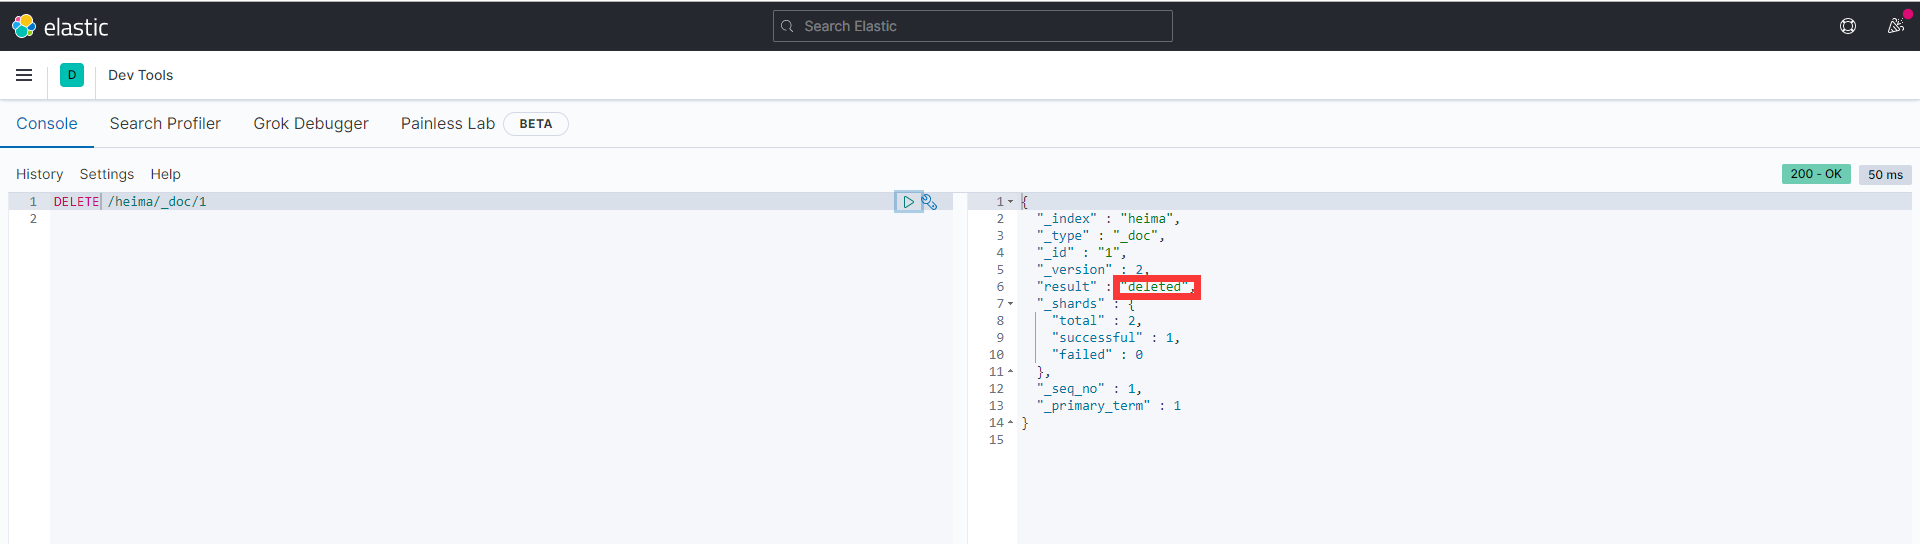 elastic
Search Elastic
D
Dev Tools
Console Search Profiler Grok Debugger Painless Lab BETA
History Settings Help
200 - OK 50 ms
1 DELETE /heima/_doc/1
2
1 {
2 "_index" : "heima",
3 "_type" : "_doc",
4 "_id" : "1",
5 "_version" : 2,
6 "result" : "deleted",
7 "_shards" : {
8 "total" : 2,
9 "successful" : 1,
10 "failed" : 0
11 },
12 "_seq_no" : 1,
13 "_primary_term" : 1
14 }
15